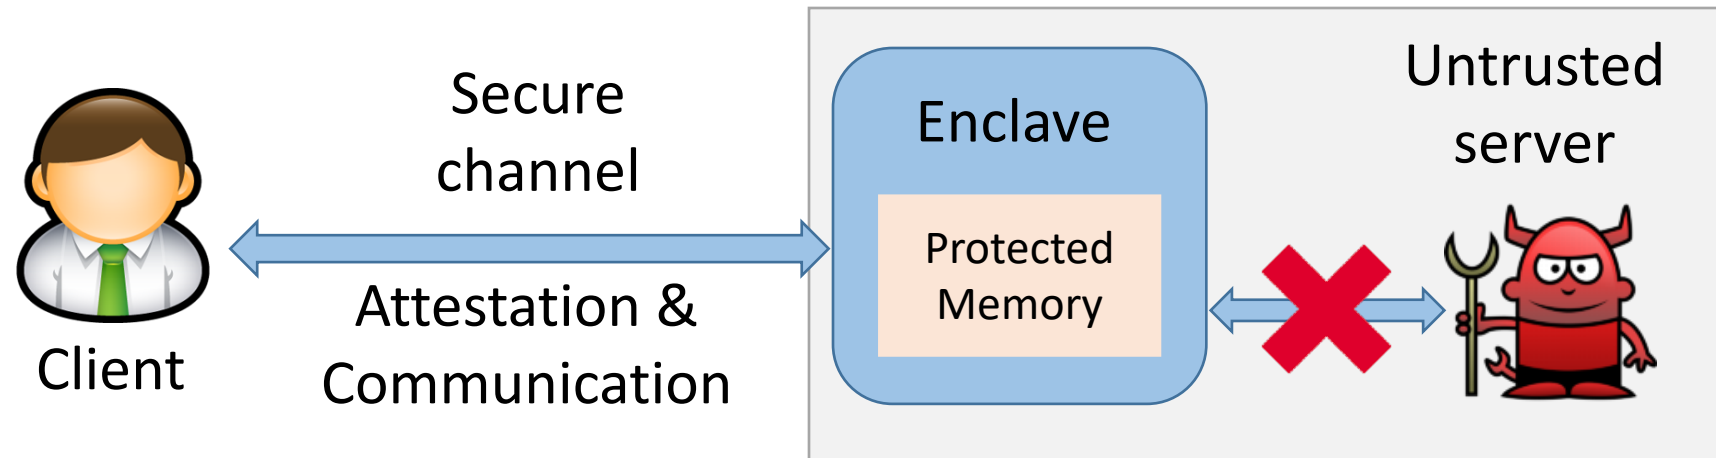 Client
Secure
channel
Attestation &
Communication
Enclave
Protected
Memory
Untrusted
server